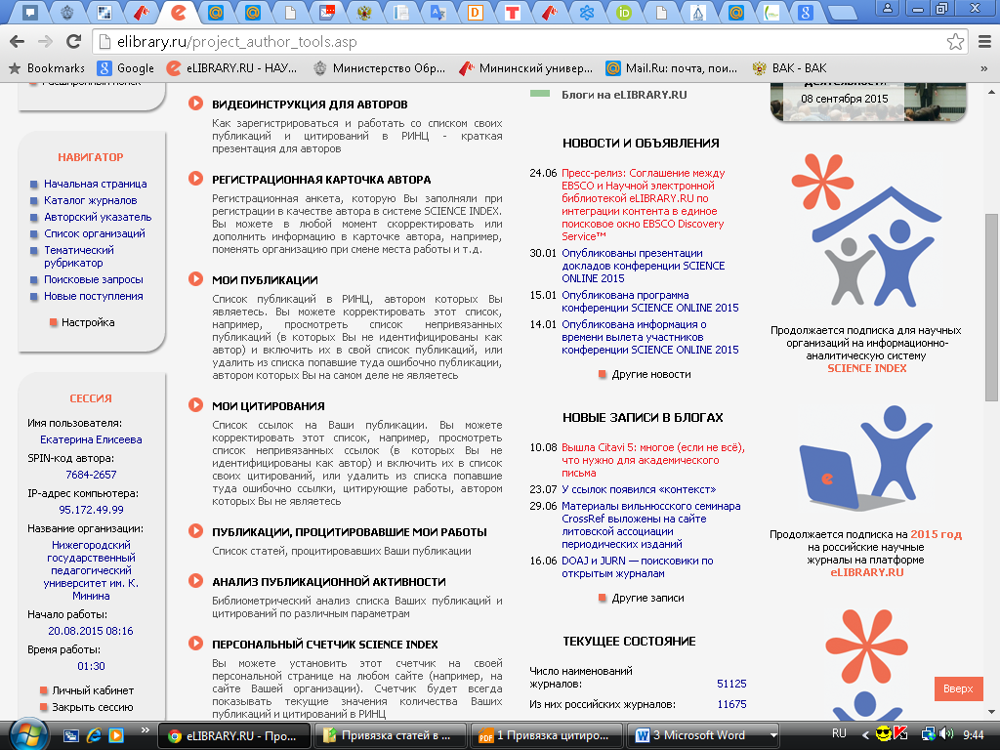 elibrary.ru/project_author_tools.asp
Bookmarks
Google
eLIBRARY.RU - НАУ...
Министерство Обр...
Мининский универ...
Mail.Ru: почта, пои...
ВАК - ВАК
»
НАВИГАТОР
Начальная страница
Каталог журналов
Авторский указатель
Список организаций
Тематический
рубрикатор
Поисковые запросы
Новые поступления
Настройка
СЕССИЯ
Имя пользователя:
Екатерина Елисеева
SPIN-код автора:
7684-2657
IP-адрес компьютера:
95.172.49.99
Название организации:
Нижегородский
государственный
педагогический
университет им. К.
Минина
Начало работы:
20.08.2015 08:16
Время работы:
01:30
Личный кабинет
Закрыть сессию
ВИДЕОИНСТРУКЦИЯ ДЛЯ АВТОРОВ
Как зарегистрироваться и работать со списком своих
публикаций и цитирований в РИНЦ - краткая
презентация для авторов
РЕГИСТРАЦИОННАЯ КАРТОЧКА АВТОРА
Регистрационная анкета, которую Вы заполняли при
регистрации в качестве автора в системе SCIENCE INDEX.
Вы можете в любой момент скорректировать или
дополнить информацию в карточке автора, например,
поменять организацию при смене места работы и т.д.
МОИ ПУБЛИКАЦИИ
Список публикаций в РИНЦ, автором которых Вы
являетесь. Вы можете корректировать этот список,
например, просмотреть список непривязанных
публикаций (в которых Вы не идентифицированы как
автор) и включить их в свой список публикаций, или
удалить из списка попавшие туда ошибочно публикации,
автором которых Вы на самом деле не являетесь
МОИ ЦИТИРОВАНИЯ
Список ссылок на Ваши публикации. Вы можете
корректировать этот список, например, просмотреть
список непривязанных ссылок (в которых Вы не
идентифицированы как автор) и включить их в список
своих цитирований, или удалить из списка попавшие
туда ошибочно ссылки, цитирующие работы, автором
которых Вы не являетесь
ПУБЛИКАЦИИ, ПРОЦИТИРОВАВШИЕ МОИ РАБОТЫ
Список статей, процитировавших Ваши публикации
АНАЛИЗ ПУБЛИКАЦИОННОЙ АКТИВНОСТИ
Библиометрический анализ списка Ваших публикаций и
цитирований по различным параметрам
ПЕРСОНАЛЬНЫЙ СЧЕТЧИК SCIENCE INDEX
Вы можете установить этот счетчик на своей
персональной странице на любом сайте (например, на
сайте Вашей организации). Счетчик будет всегда
показывать текущие значения количества Ваших
публикаций и цитирований в РИНЦ
Блоги на eLIBRARY.RU
НОВОСТИ И ОБЪЯВЛЕНИЯ
24.06 Пресс-релиз: Соглашение между
EBSCO и Научной электронной
библиотекой eLIBRARY.RU по
интеграции контента в единое
поисковое окно EBSCO Discovery
Service™
30.01 Опубликованы презентации
докладов конференции SCIENCE
ONLINE 2015
15.01 Опубликована программа
конференции SCIENCE ONLINE 2015
14.01 Опубликована информация о
времени вылета участников
конференции SCIENCE ONLINE 2015
Другие новости
НОВЫЕ ЗАПИСИ В БЛОГАХ
10.08 Вышла Citavi 5: многое (если не всё),
что нужно для академического
письма
23.07 У ссылок появился «контекст»
29.06 Материалы вильнюсского семинара
CrossRef выложены на сайте
литовской ассоциации
периодических изданий
16.06 DOAJ и JURN — поисковики по
открытым журналам
Другие записи
ТЕКУЩЕЕ СОСТОЯНИЕ
Число наименований
журналов: 51125
Из них российских журналов: 11675
08 сентября 2015
Продолжается подписка для научных
организаций на информационно-
аналитическую систему
SCIENCE INDEX
Продолжается подписка на 2015 год
на российские научные
журналы на платформе
eLIBRARY.RU
Вверх
eLIBRARY.RU - Про...
Привязка статей в ...
1 Привязка цитиро...
3 Microsoft Word
RU
9:44